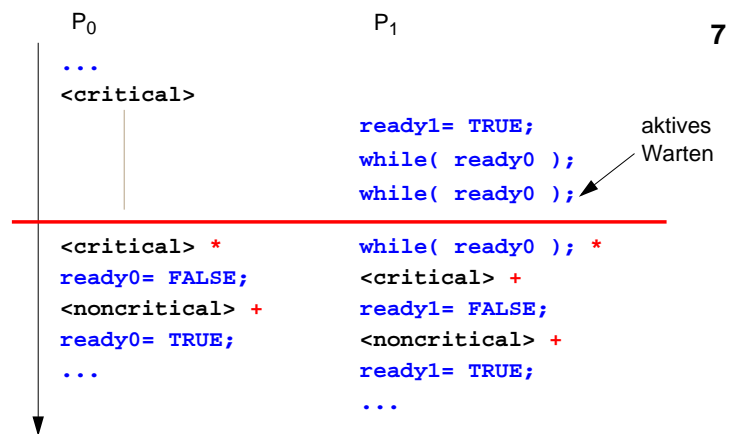 P0 P1
7
...
<critical>
ready1= TRUE; aktives
while( ready0 ); Warten
while( ready0 );
<critical> * while( ready0 ); *
ready0= FALSE; <critical> +
<noncritical> + ready1= FALSE;
ready0= TRUE; <noncritical> +
... ready1= TRUE;
...